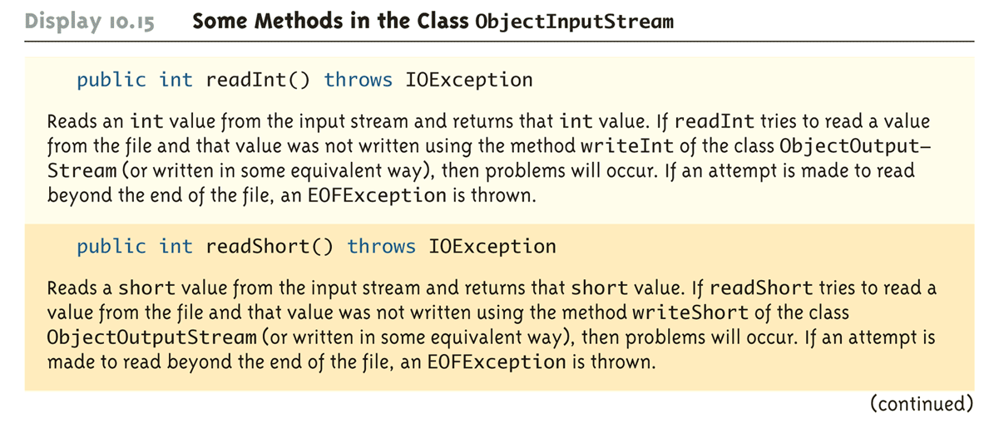 Display 10.15 Some Methods in the Class ObjectInputStream
public int readInt() throws IOException
Reads an int value from the input stream and returns that int value. If readInt tries to read a value
from the file and that value was not written using the method writeInt of the class ObjectOutput-
Stream (or written in some equivalent way), then problems will occur. If an attempt is made to read
beyond the end of the file, an EOFException is thrown.
public int readShort() throws IOException
Reads a short value from the input stream and returns that short value. If readShort tries to read a
value from the file and that value was not written using the method writeShort of the class
ObjectOutputStream (or written in some equivalent way), then problems will occur. If an attempt is
made to read beyond the end of the file, an EOFException is thrown.
(continued)